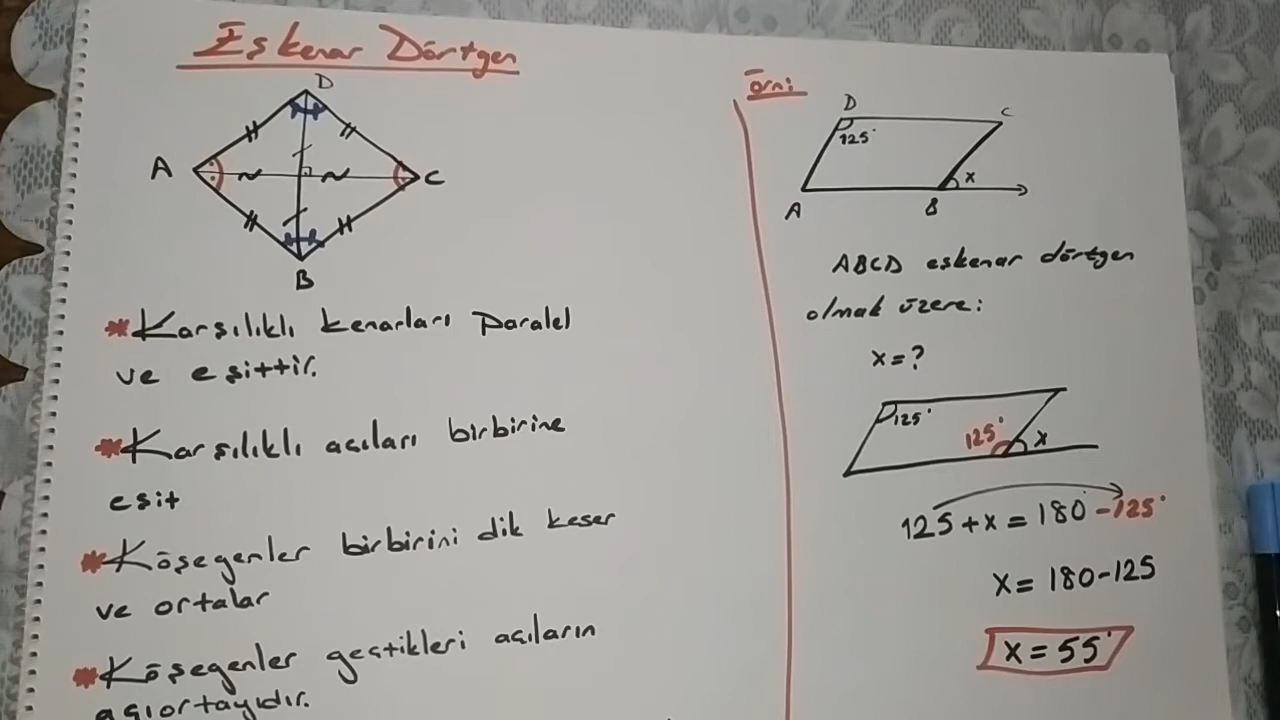 Eşkenar Dörtgen
D
A
C
B
*Karşılıklı kenarları paralel
ve eşittir.
*Karşılıklı açıları birbirine
eşit
*Köşegenler birbirini dik keser
ve ortalar
*Köşegenler geçtikleri açıların
açıortayıdır.
Örn:
D
C
125°
x
A
B
ABCD eşkenar dörtgen
olmak üzere:
x=?
125°
125°
x
125+x=180°-125°
x=180-125
x=55°